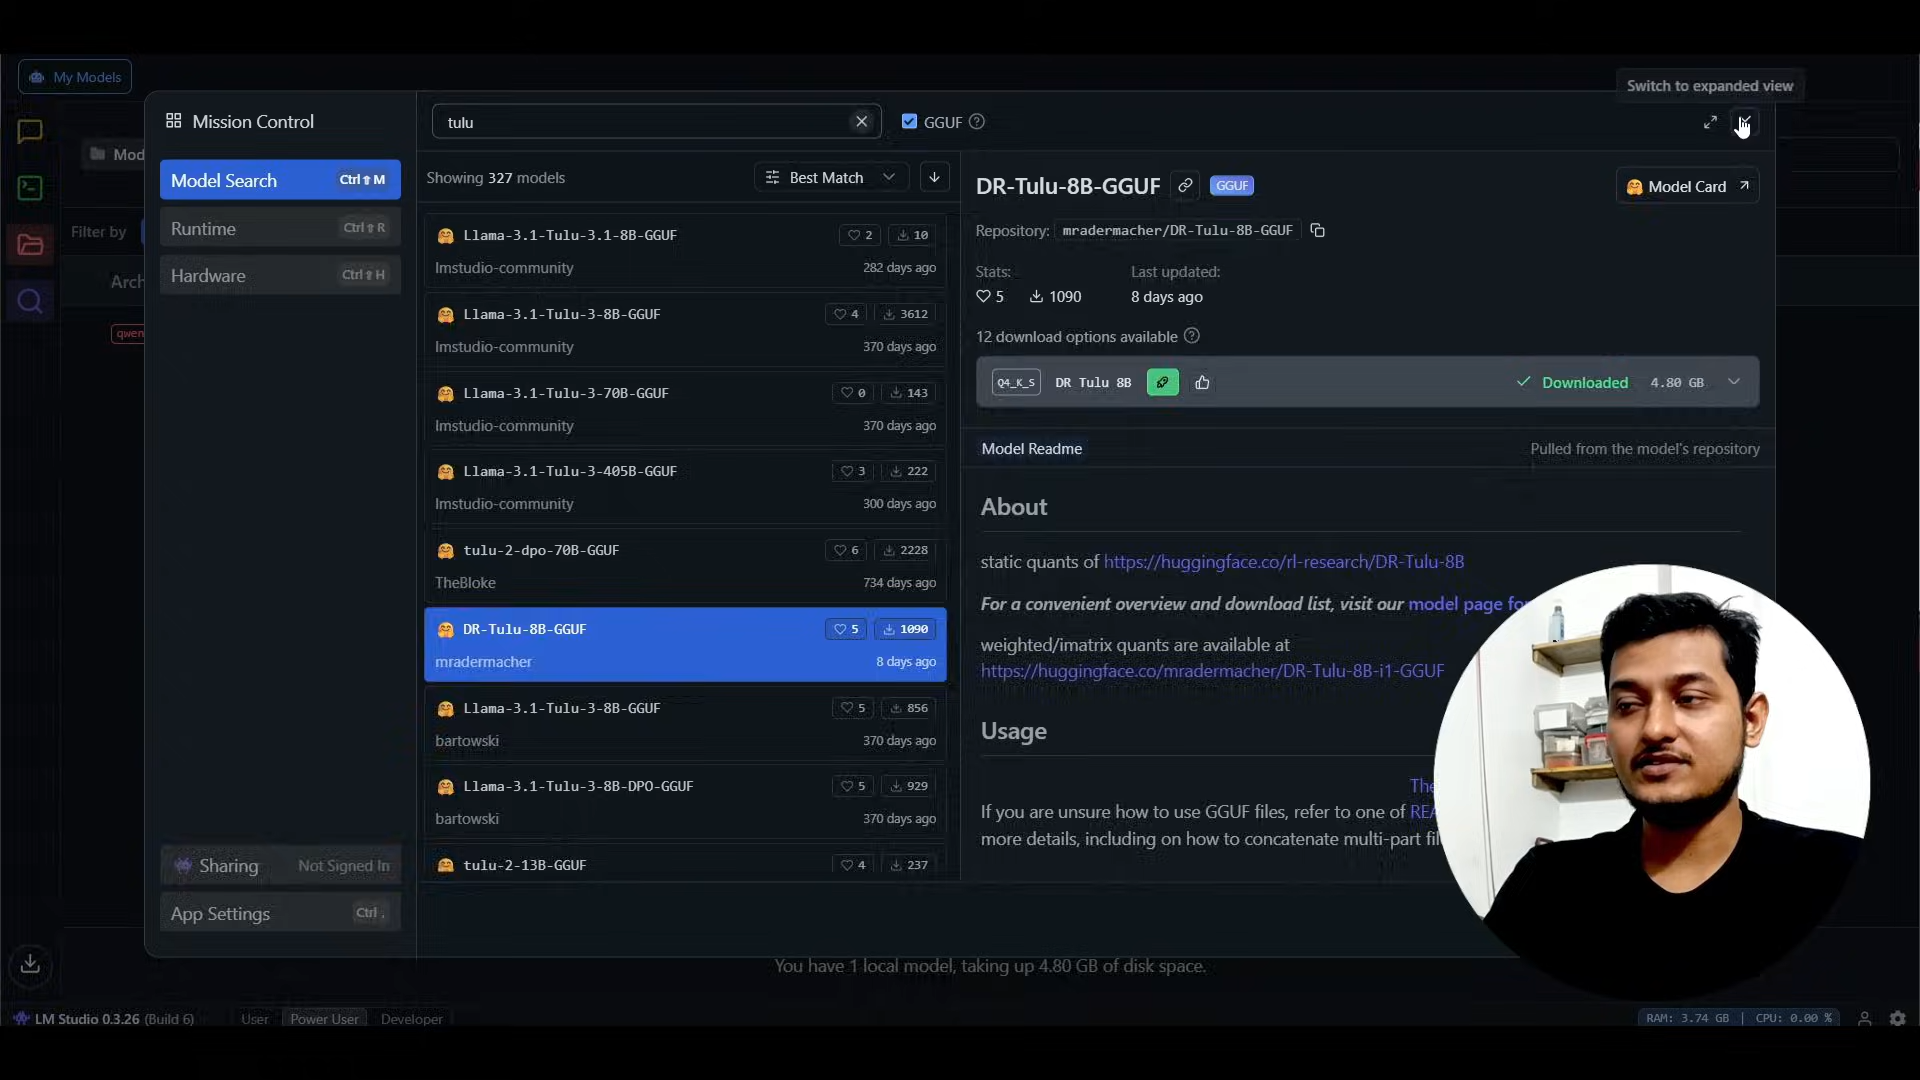 My Models
Switch to expanded view
Mission Control
tulu
GGUF
Mod
Model Search Ctrl⇧M
Runtime Ctrl⇧R
Hardware Ctrl⇧H
Filter by
Arch
qwen
Showing 327 models
Best Match
Llama-3.1-Tulu-3.1-8B-GGUF 2 10
lmstudio-community 282 days ago
Llama-3.1-Tulu-3-8B-GGUF 4 3612
lmstudio-community 370 days ago
Llama-3.1-Tulu-3-70B-GGUF 0 143
lmstudio-community 370 days ago
Llama-3.1-Tulu-3-405B-GGUF 3 222
lmstudio-community 300 days ago
tulu-2-dpo-70B-GGUF 6 2228
TheBloke 734 days ago
DR-Tulu-8B-GGUF 5 1090
mradermacher 8 days ago
Llama-3.1-Tulu-3-8B-GGUF 5 856
bartowski 370 days ago
Llama-3.1-Tulu-3-8B-DPO-GGUF 5 929
bartowski 370 days ago
tulu-2-13B-GGUF 4 237
DR-Tulu-8B-GGUF GGUF
Model Card
Repository: mradermacher/DR-Tulu-8B-GGUF
Stats: Last updated:
5 1090 8 days ago
12 download options available
Q4_K_S DR Tulu 8B Downloaded 4.80 GB
Model Readme Pulled from the model's repository
About
static quants of https://huggingface.co/rl-research/DR-Tulu-8B
For a convenient overview and download list, visit our model page fo
weighted/imatrix quants are available at
https://huggingface.co/mradermacher/DR-Tulu-8B-i1-GGUF
Usage
If you are unsure how to use GGUF files, refer to one of The
REA
more details, including on how to concatenate multi-part fil
Sharing Not Signed In
App Settings Ctrl .
You have 1 local model, taking up 4.80 GB of disk space.
LM Studio 0.3.26 (Build 6) User Power User Developer
RAM: 3.74 GB | CPU: 0.00 %